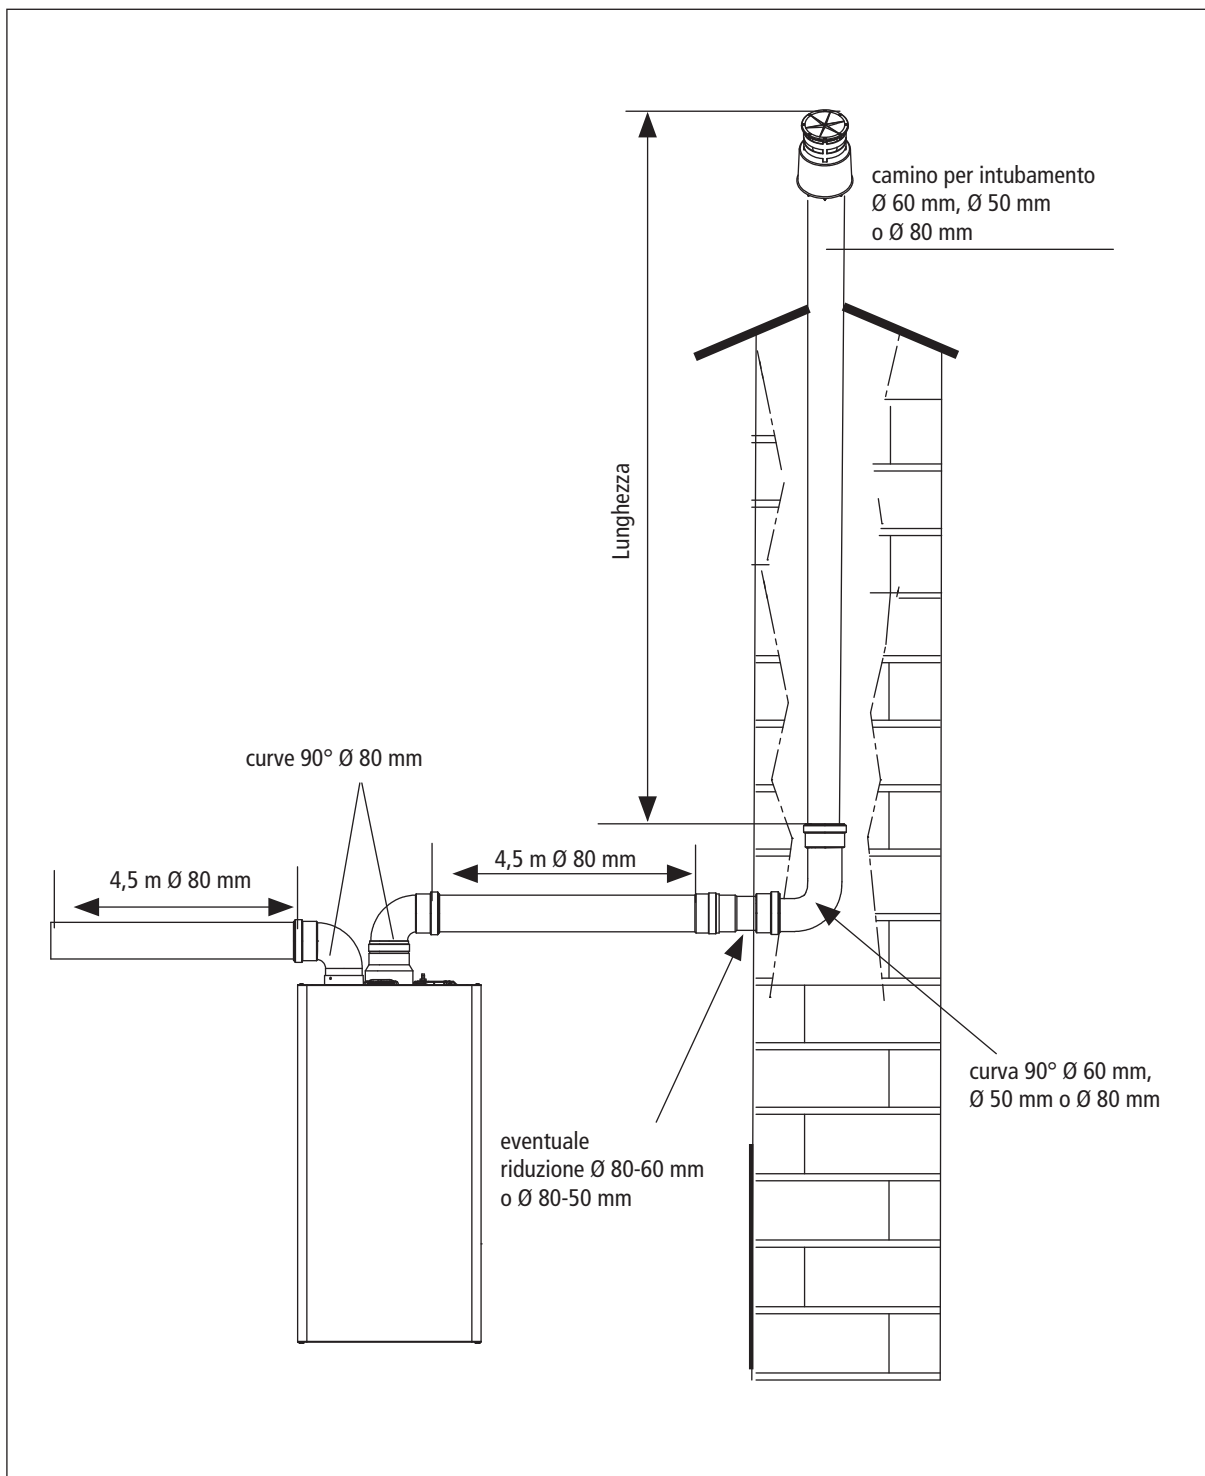 camino per intubamento
Ø 60 mm, Ø 50 mm
o Ø 80 mm
Lunghezza
curve 90° Ø 80 mm
4,5 m Ø 80 mm
4,5 m Ø 80 mm
curva 90° Ø 60 mm,
Ø 50 mm o Ø 80 mm
eventuale
riduzione Ø 80-60 mm
o Ø 80-50 mm